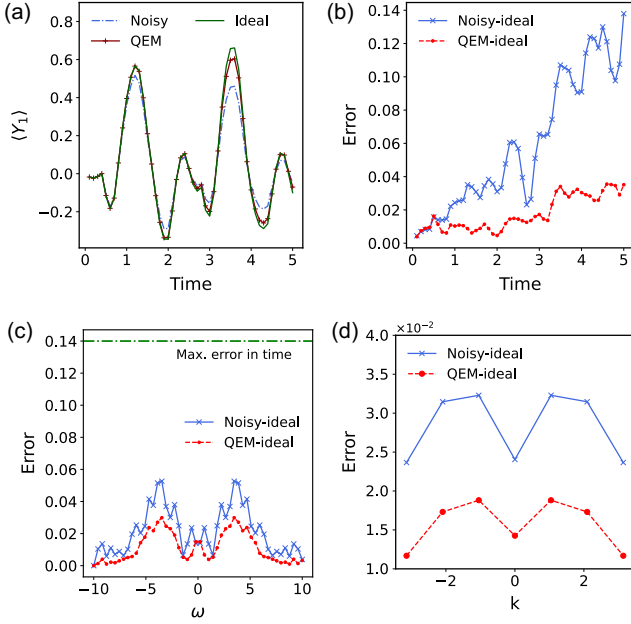 (a)
Noisy
QEM
Ideal
⟨Y₁⟩
0.6
0.4
0.2
0.0
−0.2
0 1 2 3 4 5
Time
(b)
Noisy-ideal
QEM-ideal
Error
0.14
0.12
0.10
0.08
0.06
0.04
0.02
0.00
0 1 2 3 4 5
Time
(c)
Max. error in time
Noisy-ideal
QEM-ideal
Error
0.14
0.12
0.10
0.08
0.06
0.04
0.02
0.00
−10 −5 0 5 10
ω
(d)
×10⁻²
Noisy-ideal
QEM-ideal
Error
4.0
3.5
3.0
2.5
2.0
1.5
1.0
−2 0 2
k